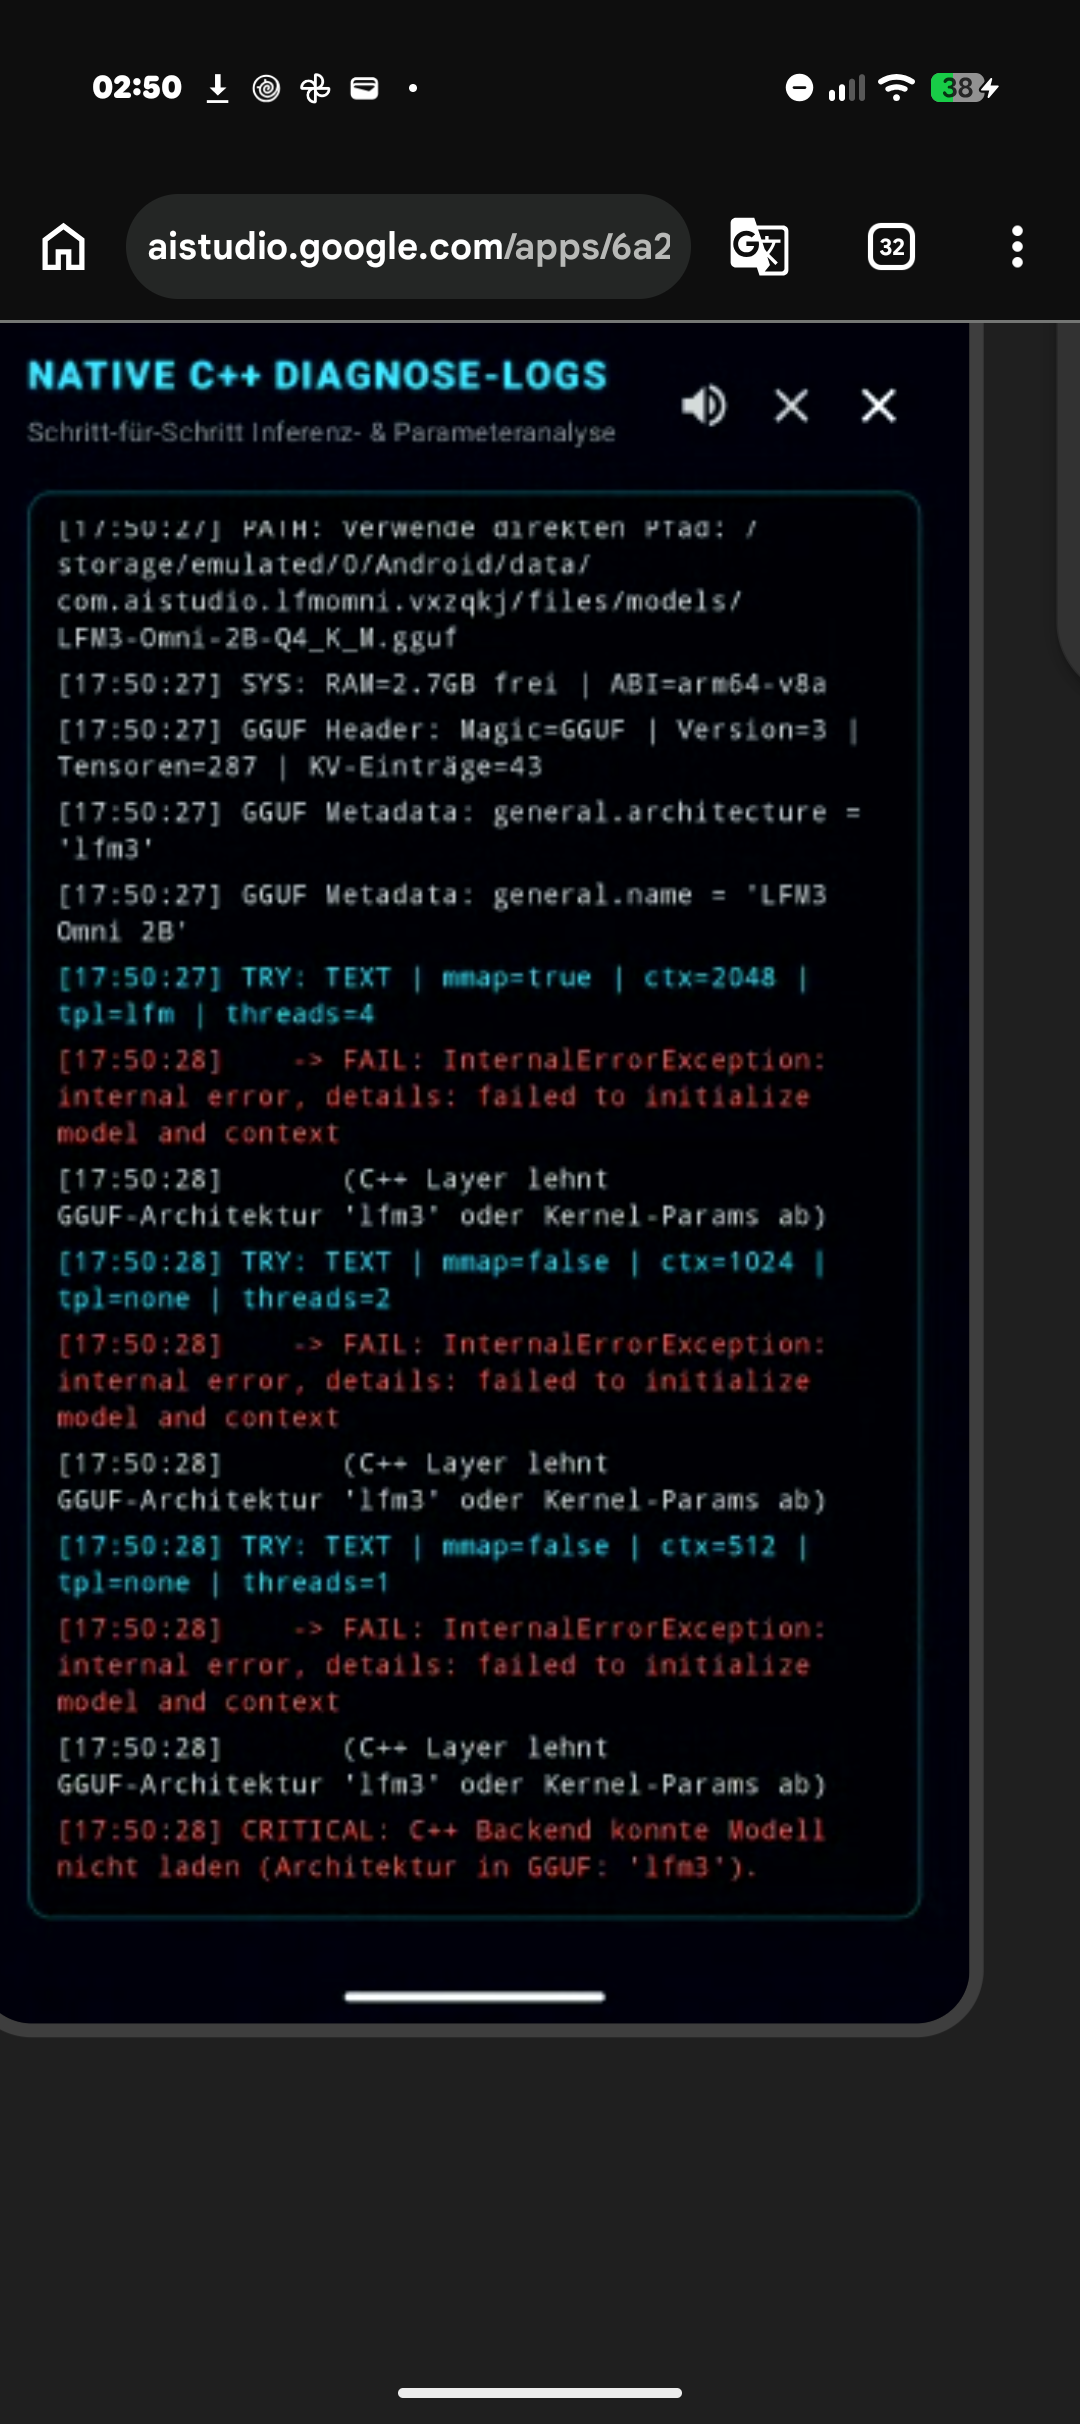 02:50
38
aistudio.google.com/apps/6a2
32
NATIVE C++ DIAGNOSE-LOGS
Schritt-für-Schritt Inferenz- & Parameteranalyse
[17:50:27] PATH: Verwende direkten Pfad: /
storage/emulated/0/Android/data/
com.aistudio.lfmomni.vxzqkj/files/models/
LFM3-Omni-2B-Q4_K_M.gguf
[17:50:27] SYS: RAM=2.7GB frei | ABI=arm64-v8a
[17:50:27] GGUF Header: Magic=GGUF | Version=3 |
Tensoren=287 | KV-Einträge=43
[17:50:27] GGUF Metadata: general.architecture =
'lfm3'
[17:50:27] GGUF Metadata: general.name = 'LFM3
Omni 2B'
[17:50:27] TRY: TEXT | mmap=true | ctx=2048 |
tpl=lfm | threads=4
[17:50:28] -> FAIL: InternalErrorException:
internal error, details: failed to initialize
model and context
[17:50:28] (C++ Layer lehnt
GGUF-Architektur 'lfm3' oder Kernel-Params ab)
[17:50:28] TRY: TEXT | mmap=false | ctx=1024 |
tpl=none | threads=2
[17:50:28] -> FAIL: InternalErrorException:
internal error, details: failed to initialize
model and context
[17:50:28] (C++ Layer lehnt
GGUF-Architektur 'lfm3' oder Kernel-Params ab)
[17:50:28] TRY: TEXT | mmap=false | ctx=512 |
tpl=none | threads=1
[17:50:28] -> FAIL: InternalErrorException:
internal error, details: failed to initialize
model and context
[17:50:28] (C++ Layer lehnt
GGUF-Architektur 'lfm3' oder Kernel-Params ab)
[17:50:28] CRITICAL: C++ Backend konnte Modell
nicht laden (Architektur in GGUF: 'lfm3').